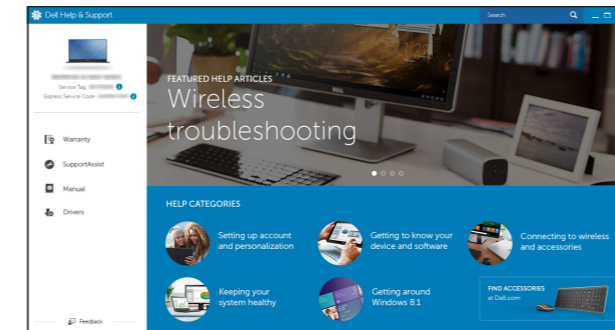 Dell Help & Support
Search
Service Tag:
Express Service Code:
Warranty
SupportAssist
Manual
Drivers
Feedback
FEATURED HELP ARTICLES
Wireless
troubleshooting
HELP CATEGORIES
Setting up account
and personalization
Getting to know your
device and software
Connecting to wireless
and accessories
Keeping your
system healthy
Getting around
Windows 8.1
FIND ACCESSORIES
at Dell.com